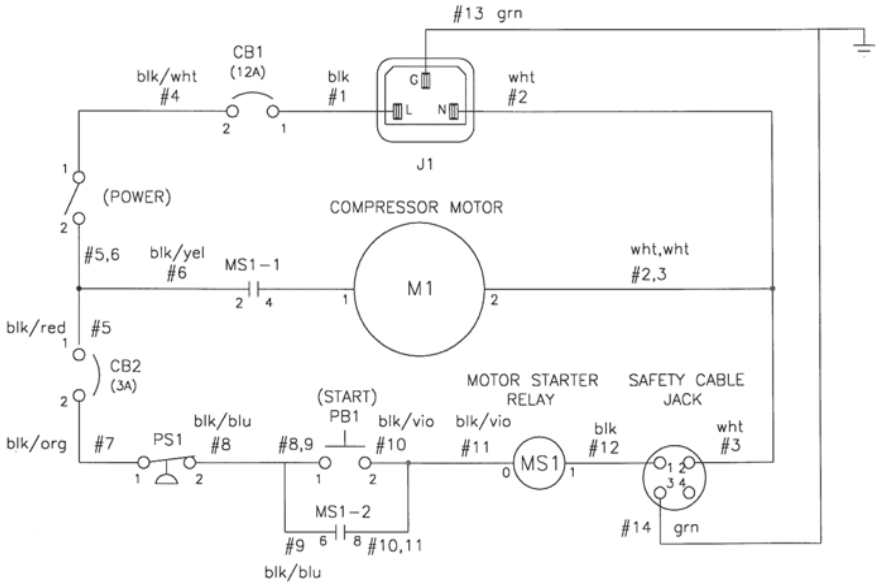 #13 grn
CB1
(12A)
blk/wht
#4
blk
#1
wht
#2
G
L N
2 1
J1
1
(POWER)
2
COMPRESSOR MOTOR
#5,6
blk/yel
#6
MS1-1
2 4
1 M1 2
wht,wht
#2,3
blk/red #5
1
CB2
(3A)
2
MOTOR STARTER
RELAY
SAFETY CABLE
JACK
(START)
PB1
blk/org #7
PS1
blk/blu
#8
#8,9
blk/vio
#10
blk/vio
#11
blk
#12
wht
#3
1 2
1 2
0 MS1 1
1 2
3 4
MS1-2
#9 6 8 #10,11
blk/blu
#14 grn